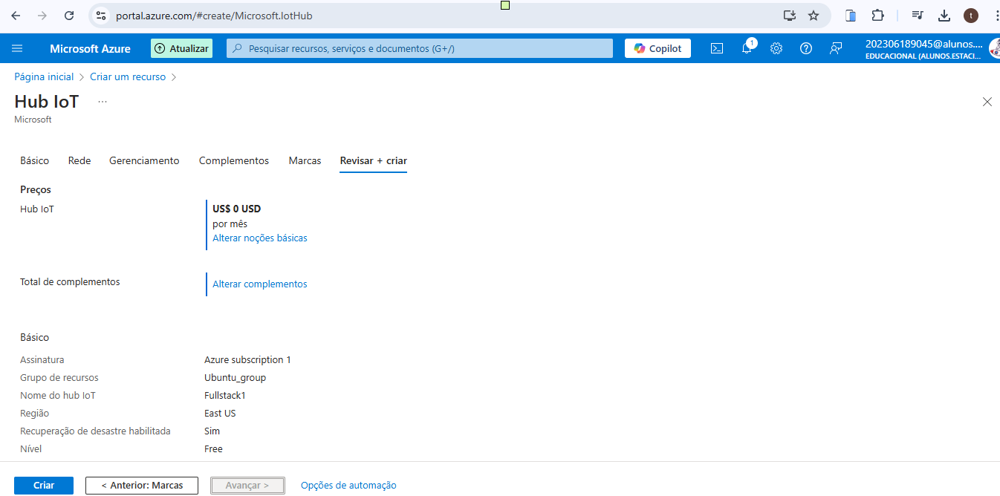 portal.azure.com/#create/Microsoft.IotHub
t
Microsoft Azure
Atualizar
Pesquisar recursos, serviços e documentos (G+/)
Copilot
1
202306189045@alunos....
EDUCACIONAL (ALUNOS.ESTACI...
Página inicial > Criar um recurso >
Hub IoT ...
Microsoft
Básico Rede Gerenciamento Complementos Marcas Revisar + criar
Preços
Hub IoT US$ 0 USD
por mês
Alterar noções básicas
Total de complementos Alterar complementos
Básico
Assinatura Azure subscription 1
Grupo de recursos Ubuntu_group
Nome do hub IoT Fullstack1
Região East US
Recuperação de desastre habilitada Sim
Nível Free
Criar < Anterior: Marcas Avançar > Opções de automação